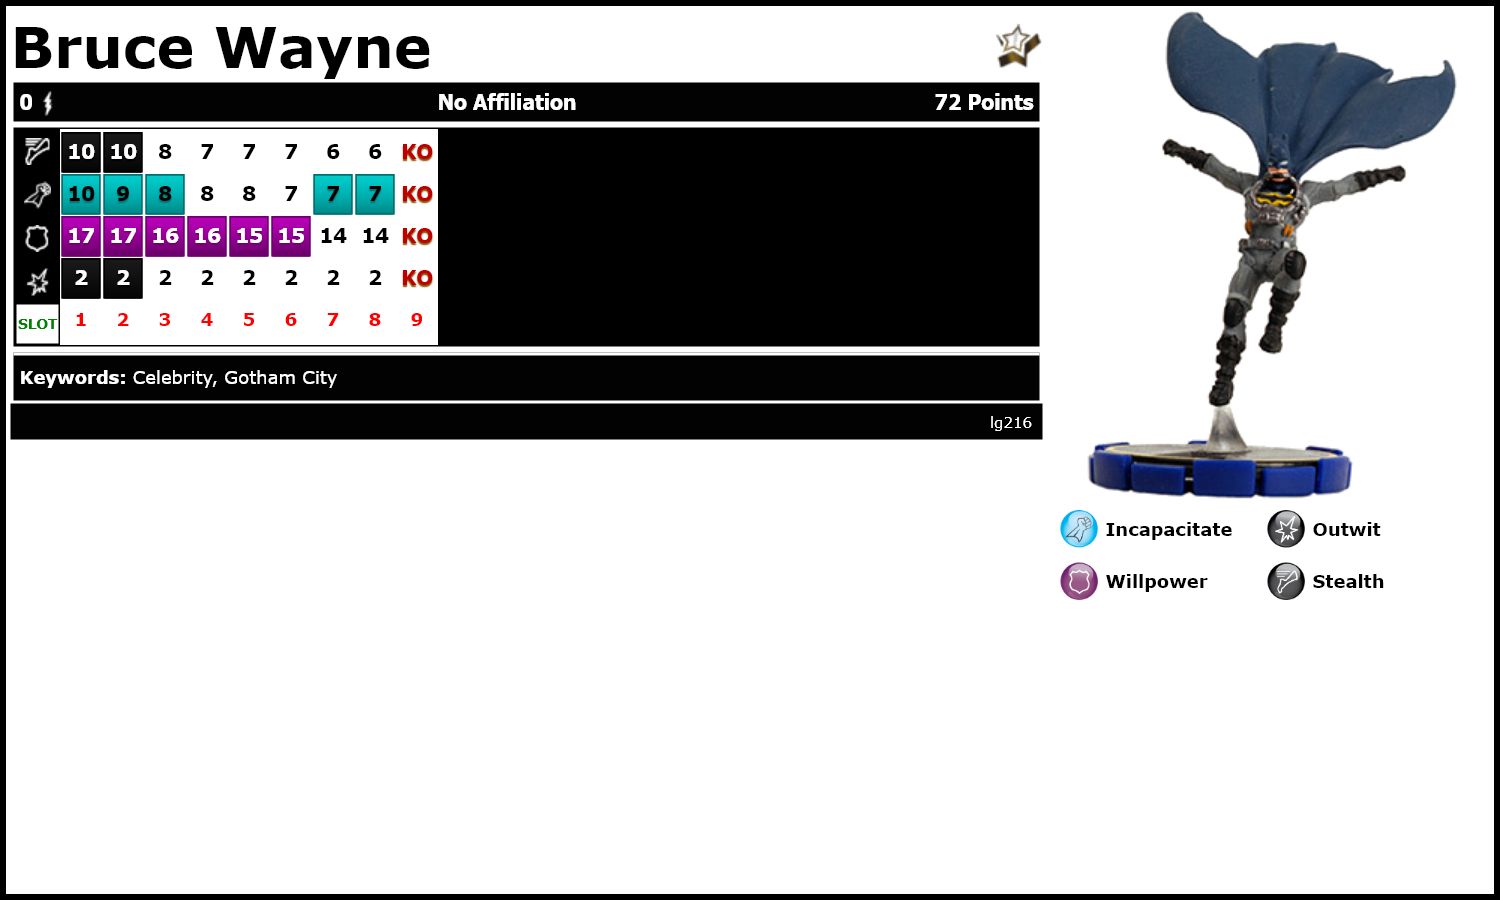 Bruce Wayne
0 No Affiliation 72 Points
10 10 8 7 7 7 6 6 KO
10 9 8 8 8 7 7 7 KO
17 17 16 16 15 15 14 14 KO
2 2 2 2 2 2 2 2 KO
SLOT 1 2 3 4 5 6 7 8 9
Keywords: Celebrity, Gotham City
lg216
Incapacitate Outwit
Willpower Stealth